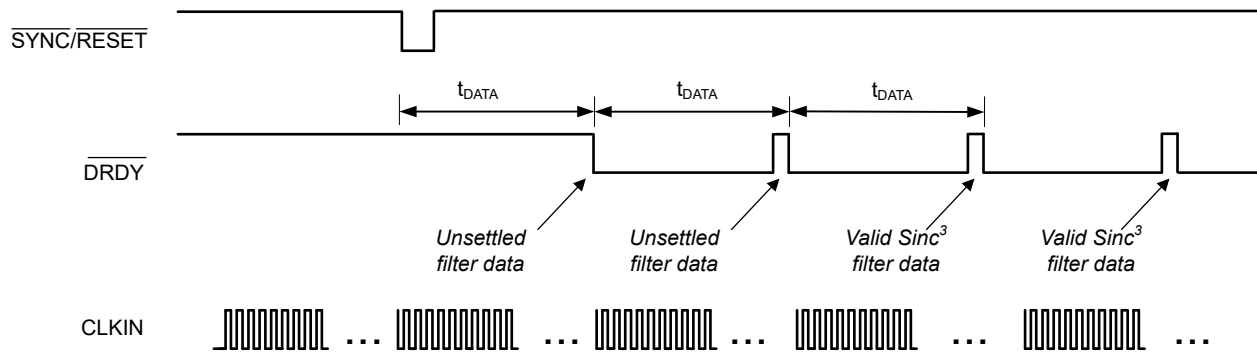 SYNC/RESET
tDATA
tDATA
tDATA
DRDY
Unsettled
filter data
Unsettled
filter data
Valid Sinc³
filter data
Valid Sinc³
filter data
CLKIN
... ... ... ... ...